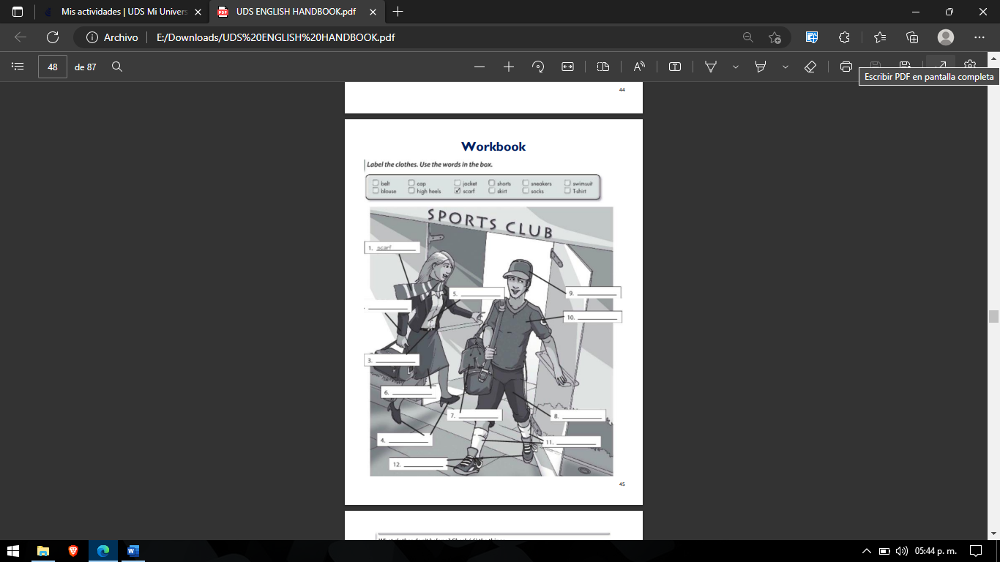 Mis actividades | UDS Mi Univers
UDS ENGLISH HANDBOOK.pdf
Archivo
E:/Downloads/UDS%20ENGLISH%20HANDBOOK.pdf
48 de 87
Escribir PDF en pantalla completa
44
Workbook
Label the clothes. Use the words in the box.
belt cap jacket shorts sneakers swimsuit
blouse high heels scarf skirt socks T-shirt
SPORTS CLUB
1. scarf
5.
9.
10.
3.
6.
7.
8.
4.
11.
12.
45
05:44 p. m.